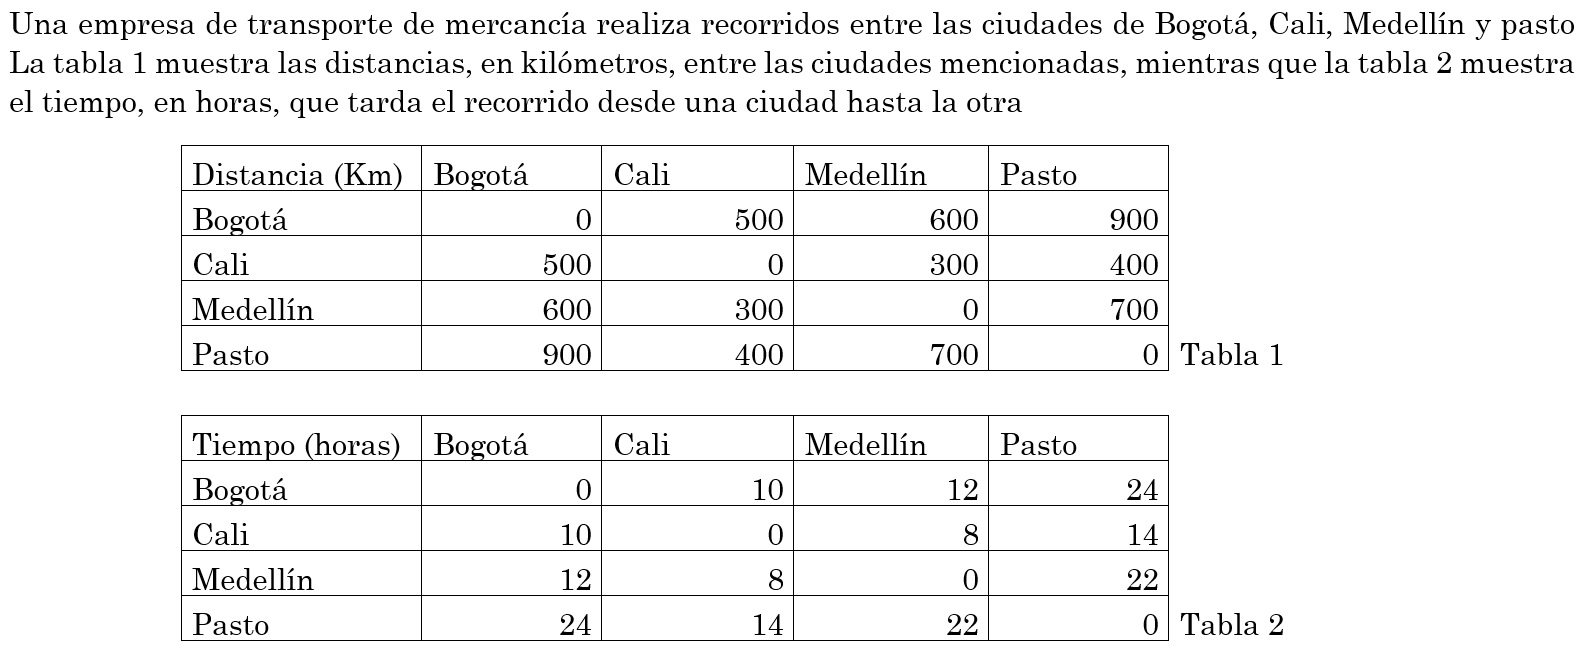 Una empresa de transporte de mercancía realiza recorridos entre las ciudades de Bogotá, Cali, Medellín y pasto
La tabla 1 muestra las distancias, en kilómetros, entre las ciudades mencionadas, mientras que la tabla 2 muestra
el tiempo, en horas, que tarda el recorrido desde una ciudad hasta la otra
Distancia (Km) Bogotá Cali Medellín Pasto
Bogotá 0 500 600 900
Cali 500 0 300 400
Medellín 600 300 0 700
Pasto 900 400 700 0 Tabla 1
Tiempo (horas) Bogotá Cali Medellín Pasto
Bogotá 0 10 12 24
Cali 10 0 8 14
Medellín 12 8 0 22
Pasto 24 14 22 0 Tabla 2